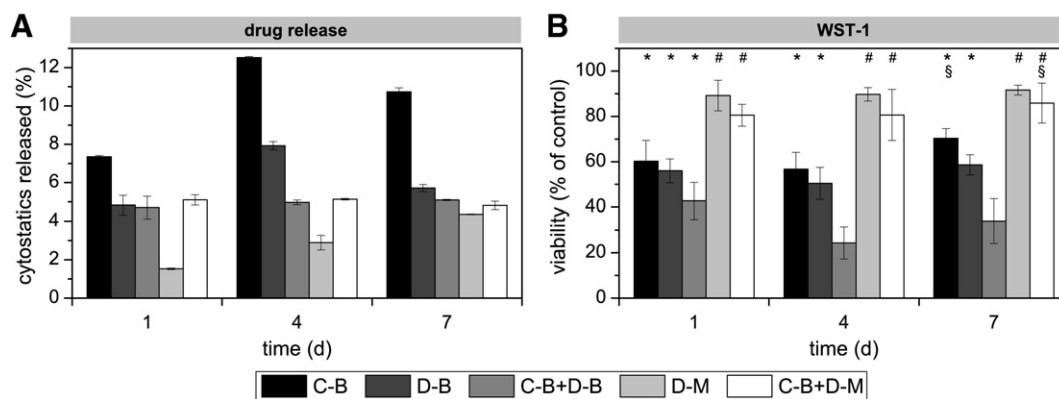 A
drug release
cytostatics released (%)
12
10
8
6
4
2
0
1 4 7
time (d)
B
WST-1
viability (% of control)
100
80
60
40
20
0
* * * # # * * # # * * # #
§ §
1 4 7
time (d)
C-B D-B C-B+D-B D-M C-B+D-M